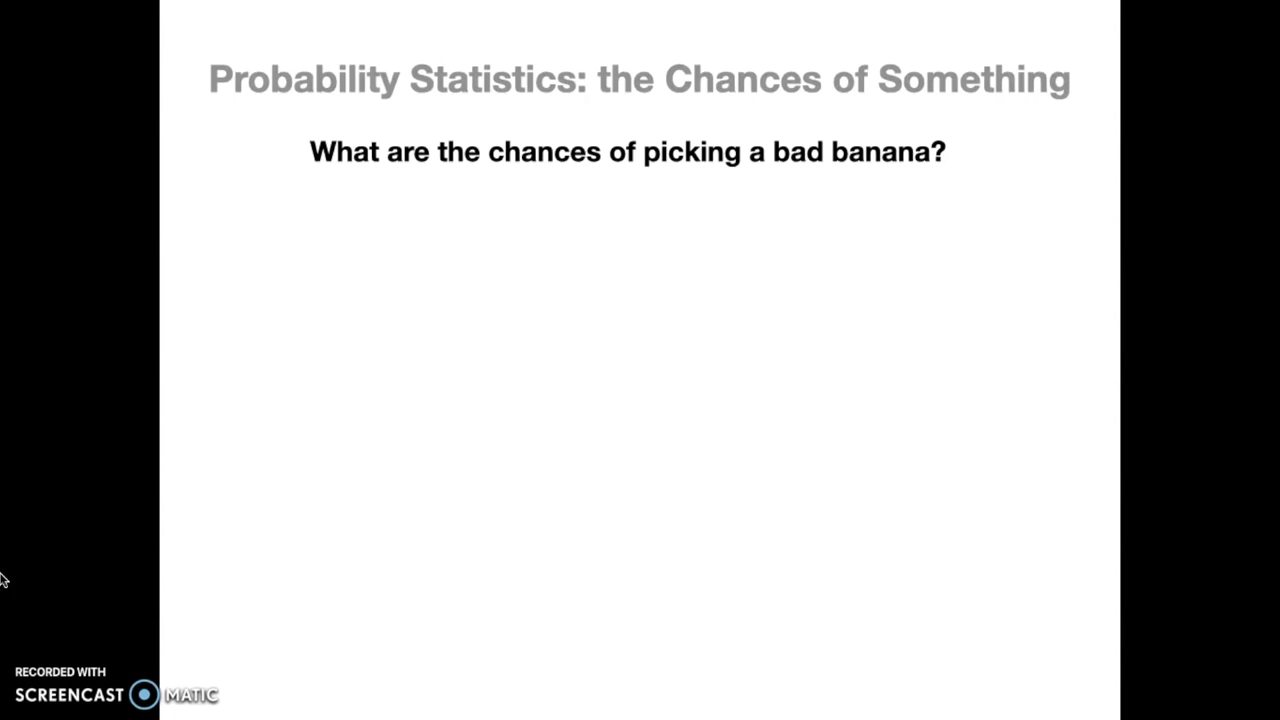 Probability Statistics: the Chances of Something
What are the chances of picking a bad banana?
RECORDED WITH
SCREENCAST MATIC